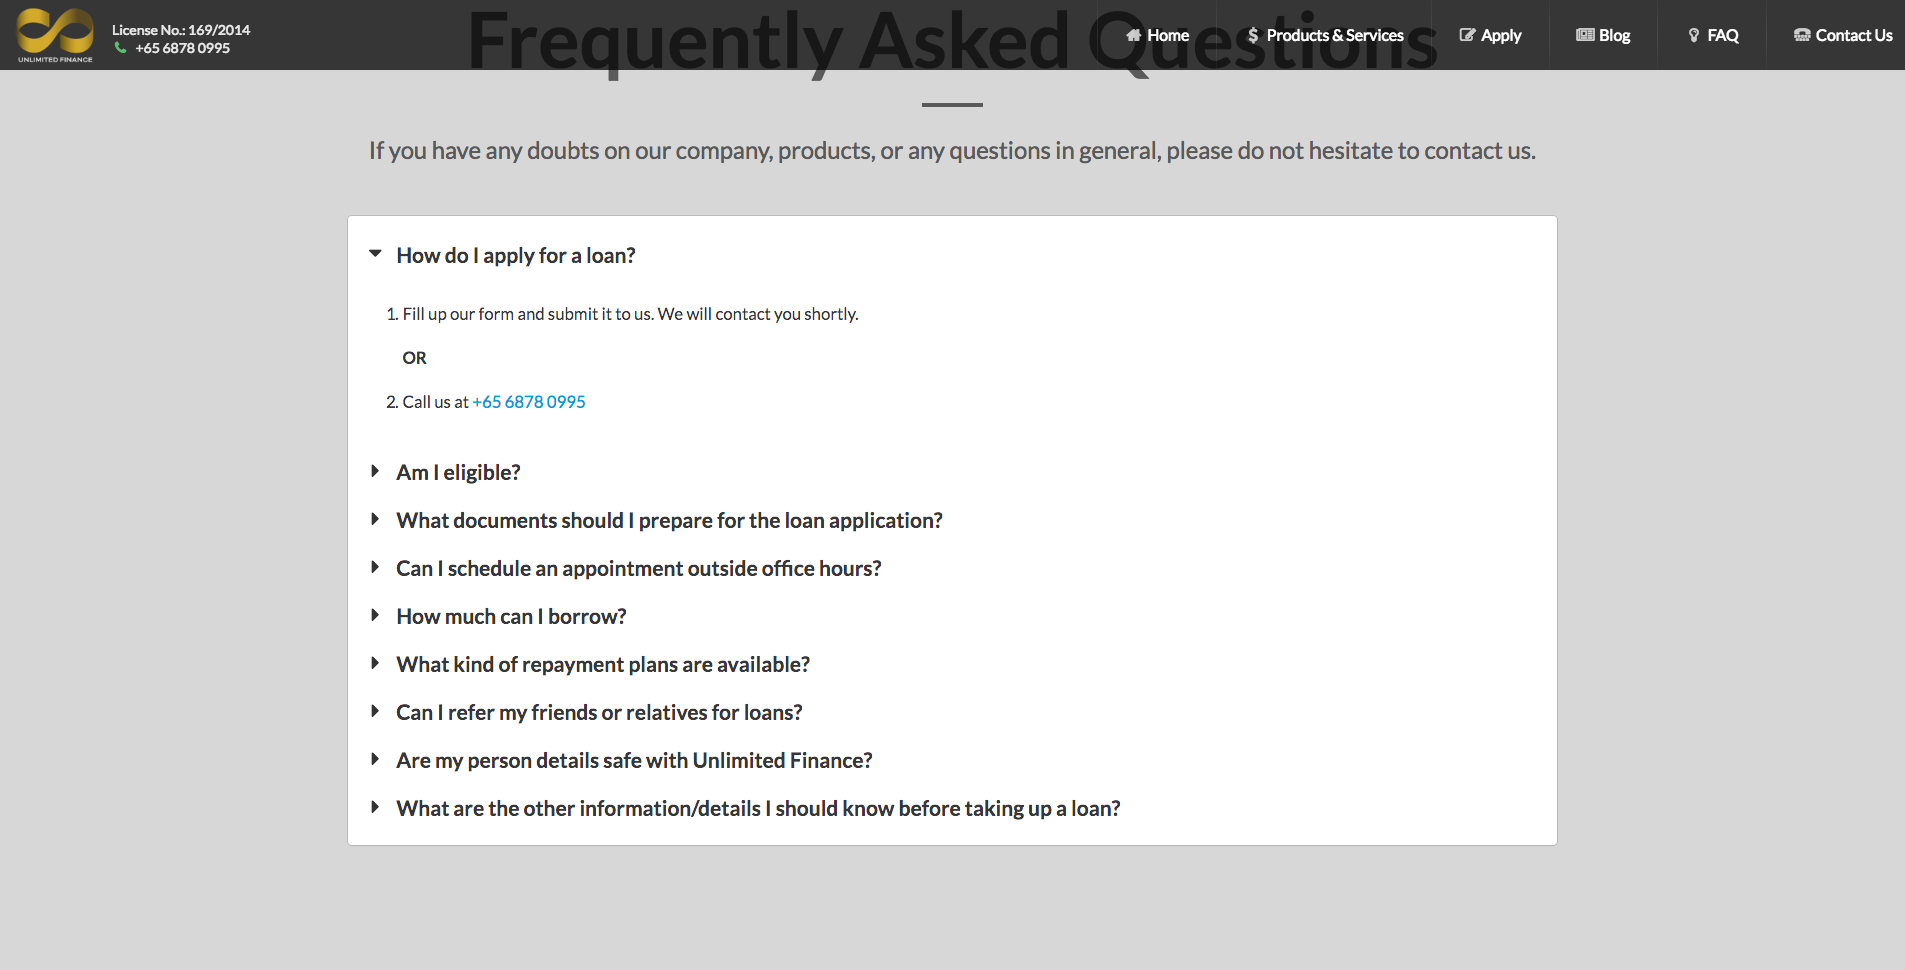 UNLIMITED FINANCE
License No.: 169/2014
+65 6878 0995
Home
Products & Services
Apply
Blog
FAQ
Contact Us
Frequently Asked Questions
If you have any doubts on our company, products, or any questions in general, please do not hesitate to contact us.
How do I apply for a loan?
1. Fill up our form and submit it to us. We will contact you shortly.
OR
2. Call us at +65 6878 0995
Am I eligible?
What documents should I prepare for the loan application?
Can I schedule an appointment outside office hours?
How much can I borrow?
What kind of repayment plans are available?
Can I refer my friends or relatives for loans?
Are my person details safe with Unlimited Finance?
What are the other information/details I should know before taking up a loan?